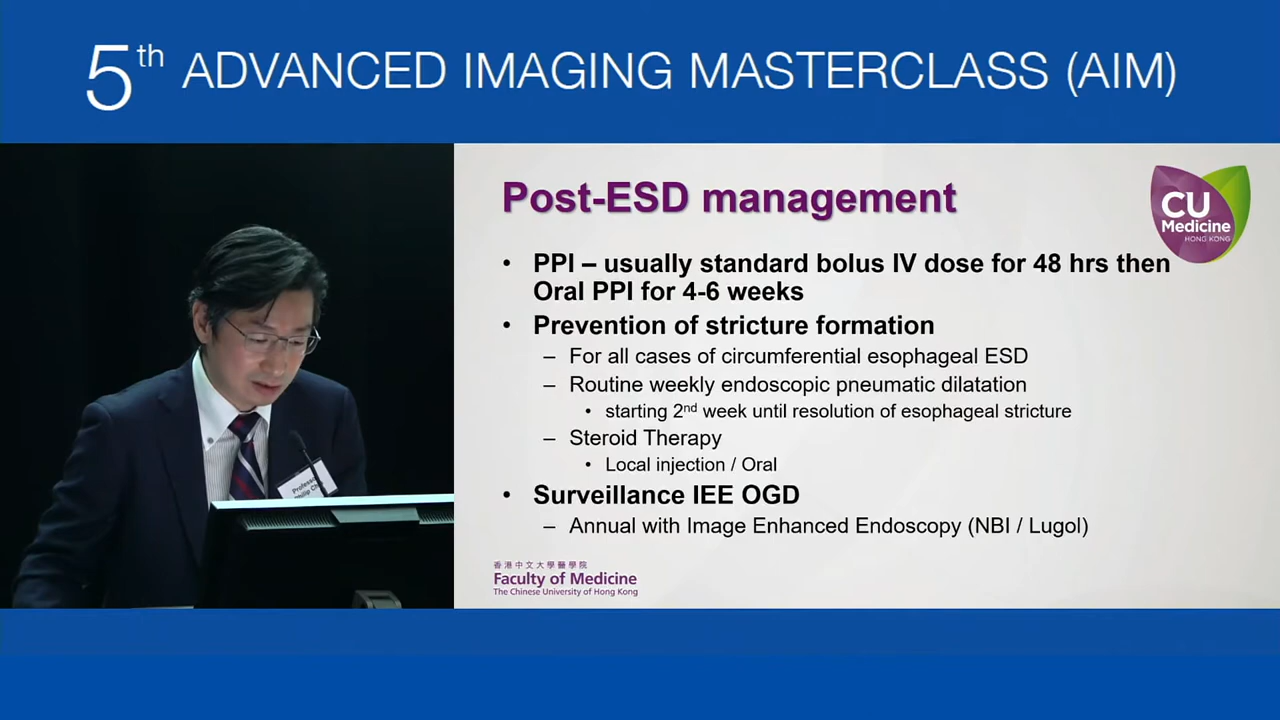 5th ADVANCED IMAGING MASTERCLASS (AIM)
Post-ESD management
CU
Medicine
HONG KONG
• PPI – usually standard bolus IV dose for 48 hrs then
Oral PPI for 4-6 weeks
• Prevention of stricture formation
– For all cases of circumferential esophageal ESD
– Routine weekly endoscopic pneumatic dilatation
• starting 2nd week until resolution of esophageal stricture
– Steroid Therapy
• Local injection / Oral
• Surveillance IEE OGD
– Annual with Image Enhanced Endoscopy (NBI / Lugol)
香港中文大學醫學院
Faculty of Medicine
The Chinese University of Hong Kong